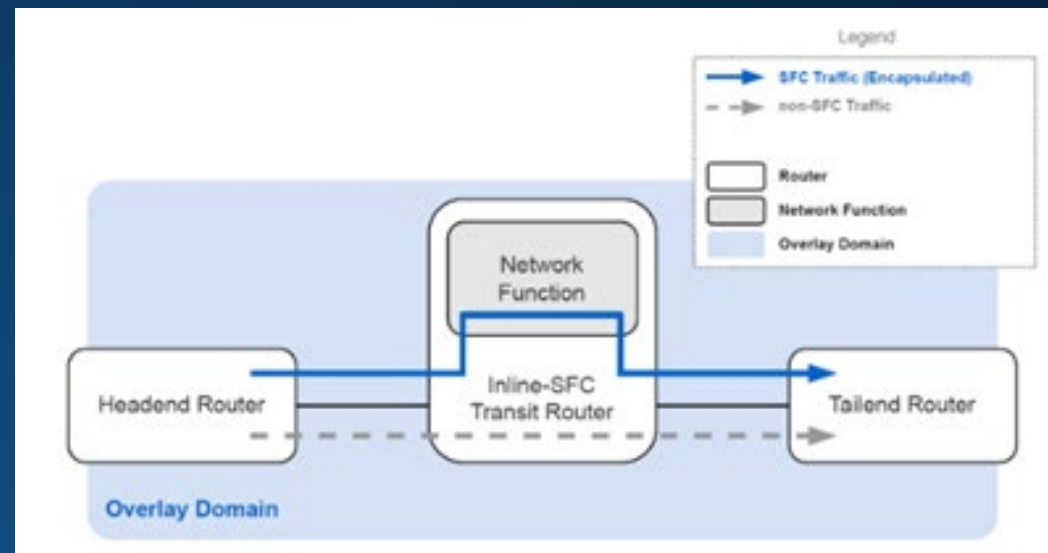 Legend
SFC Traffic (Encapsulated)
non-SFC Traffic
Router
Network Function
Overlay Domain
Network
Function
Headend Router
Inline-SFC
Transit Router
Tailend Router
Overlay Domain